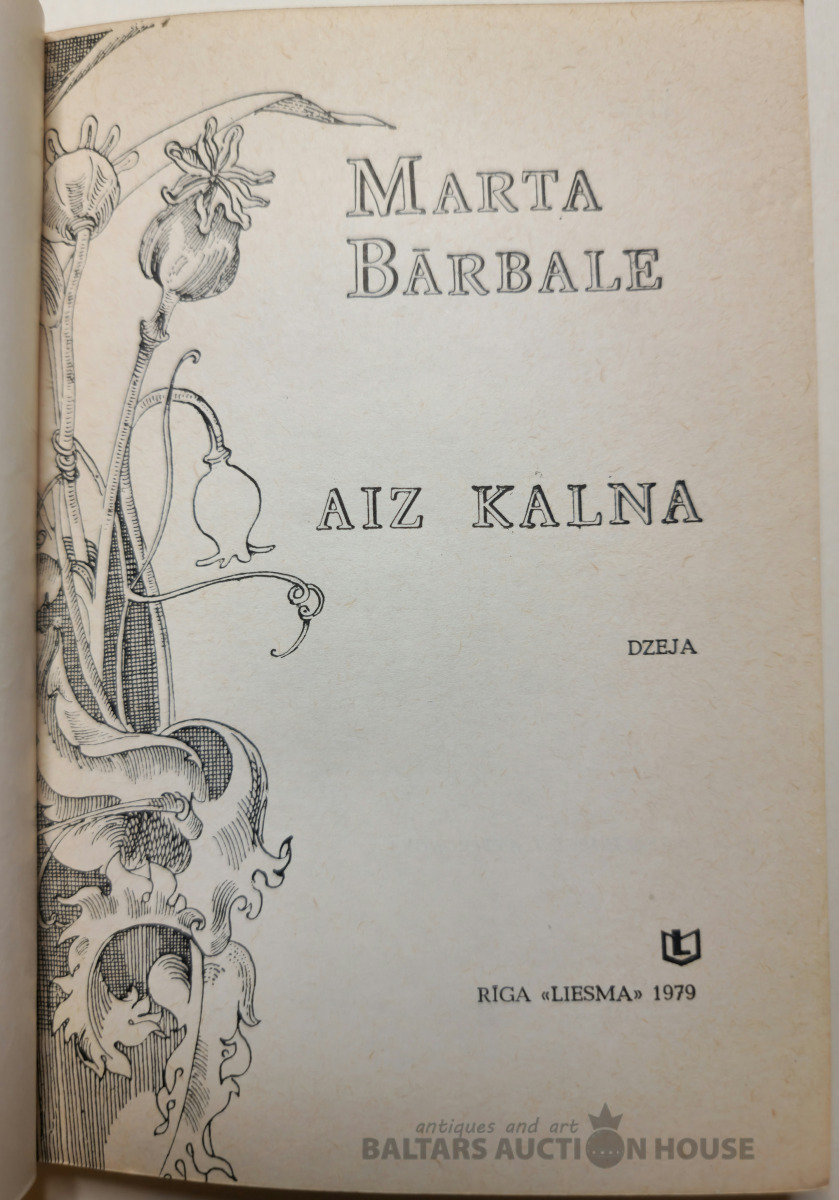 MARTA
BĀRBALE
AIZ KALNA
DZEJA
L
RĪGA «LIESMA» 1979
antiques and art
BALTARS AUCTION HOUSE